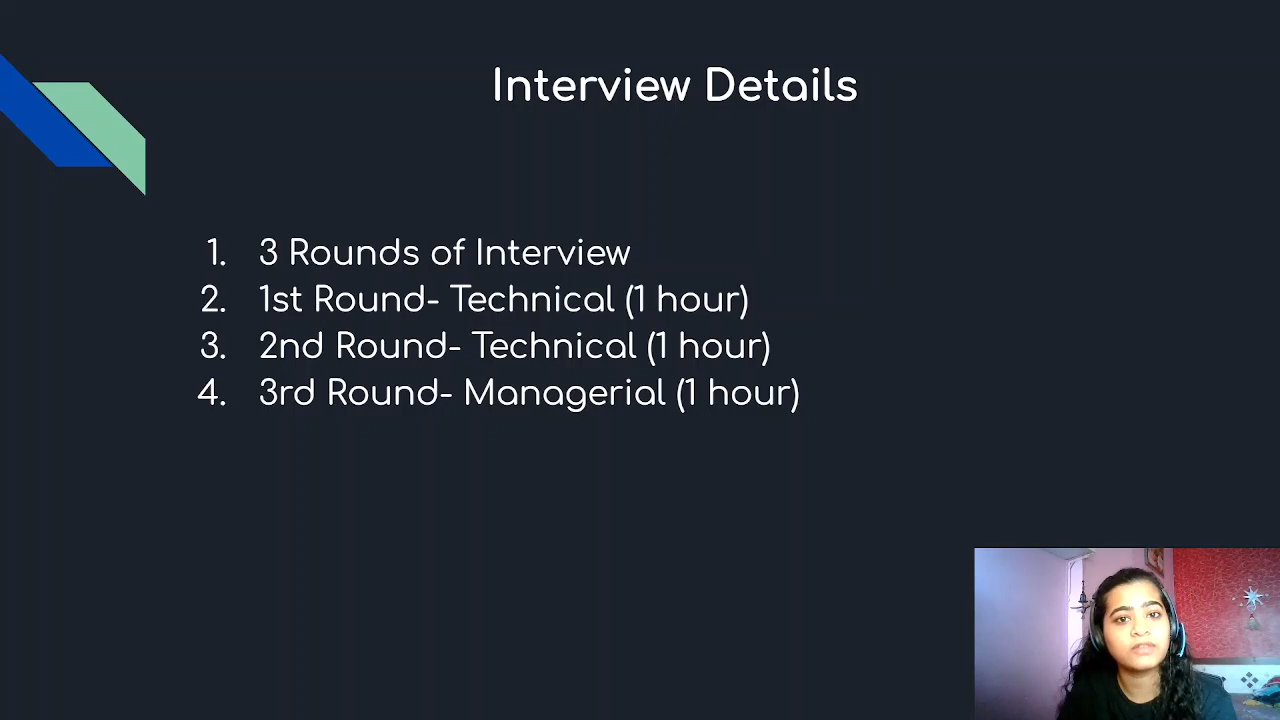 Interview Details
1. 3 Rounds of Interview
2. 1st Round- Technical (1 hour)
3. 2nd Round- Technical (1 hour)
4. 3rd Round- Managerial (1 hour)